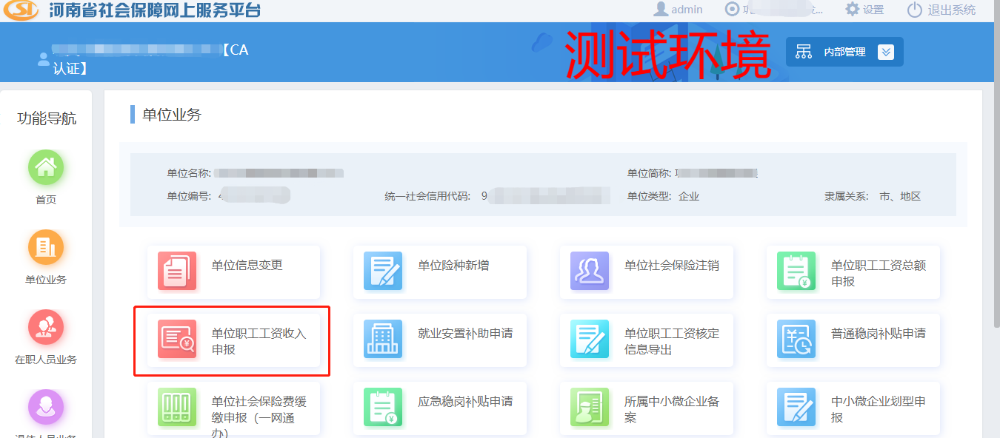 河南省社会保障网上服务平台
admin
设置
退出系统
【CA
认证】
测试环境
内部管理
功能导航
首页
单位业务
在职人员业务
单位业务
单位名称:
单位简称:
单位编号:
统一社会信用代码: 9
单位类型: 企业
隶属关系: 市、地区
单位信息变更
单位险种新增
单位社会保险注销
单位职工工资总额
申报
单位职工工资收入
申报
就业安置补助申请
单位职工工资核定
信息导出
普通稳岗补贴申请
单位社会保险费缓
缴申报（一网通
办）
应急稳岗补贴申请
所属中小微企业备
案
中小微企业划型申
报